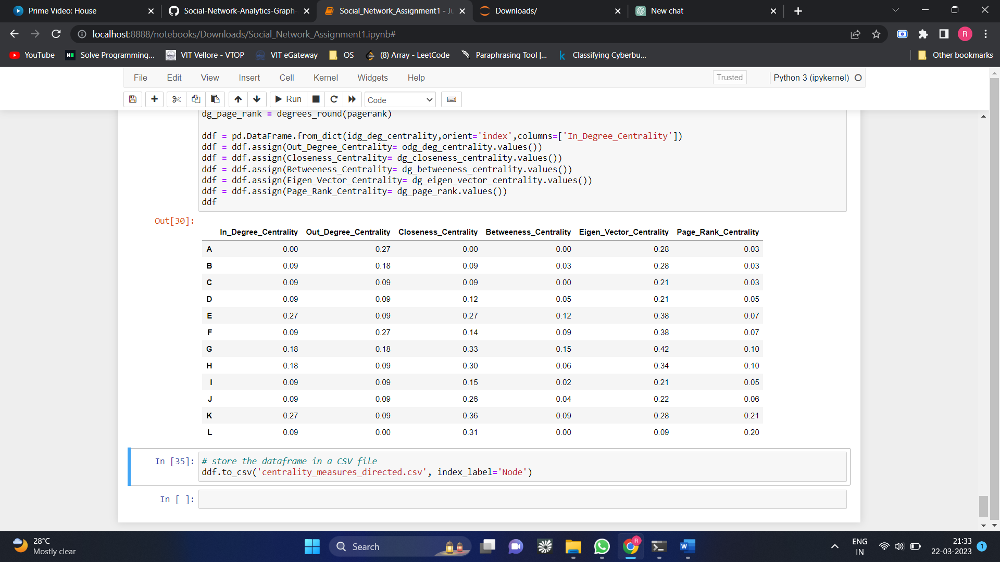 Prime Video: House
Social-Network-Analytics-Graph-
Social_Network_Assignment1 - Ju
Downloads/
New chat
localhost:8888/notebooks/Downloads/Social_Network_Assignment1.ipynb#
R
YouTube
Solve Programming...
VIT Vellore - VTOP
VIT eGateway
OS
(8) Array - LeetCode
Paraphrasing Tool |...
Classifying Cyberbu...
Other bookmarks
File Edit View Insert Cell Kernel Widgets Help
Trusted
Python 3 (ipykernel)
Run
Code
dg_page_rank = degrees_round(pagerank)
ddf = pd.DataFrame.from_dict(idg_deg_centrality,orient='index',columns=['In_Degree_Centrality'])
ddf = ddf.assign(Out_Degree_Centrality= odg_deg_centrality.values())
ddf = ddf.assign(Closeness_Centrality= dg_closeness_centrality.values())
ddf = ddf.assign(Betweeness_Centrality= dg_betweeness_centrality.values())
ddf = ddf.assign(Eigen_Vector_Centrality= dg_eigen_vector_centrality.values())
ddf = ddf.assign(Page_Rank_Centrality= dg_page_rank.values())
ddf
Out[30]:
In_Degree_Centrality Out_Degree_Centrality Closeness_Centrality Betweeness_Centrality Eigen_Vector_Centrality Page_Rank_Centrality
A 0.00 0.27 0.00 0.00 0.28 0.03
B 0.09 0.18 0.09 0.03 0.28 0.03
C 0.09 0.09 0.09 0.00 0.21 0.03
D 0.09 0.09 0.12 0.05 0.21 0.05
E 0.27 0.09 0.27 0.12 0.38 0.07
F 0.09 0.27 0.14 0.09 0.38 0.07
G 0.18 0.18 0.33 0.15 0.42 0.10
H 0.18 0.09 0.30 0.06 0.34 0.10
I 0.09 0.09 0.15 0.02 0.21 0.05
J 0.09 0.09 0.26 0.04 0.22 0.06
K 0.27 0.09 0.36 0.09 0.28 0.21
L 0.09 0.00 0.31 0.00 0.09 0.20
In [35]: # store the dataframe in a CSV file
ddf.to_csv('centrality_measures_directed.csv', index_label='Node')
In [ ]:
28°C
Mostly clear
Search
R
ENG
IN
21:33
22-03-2023
1